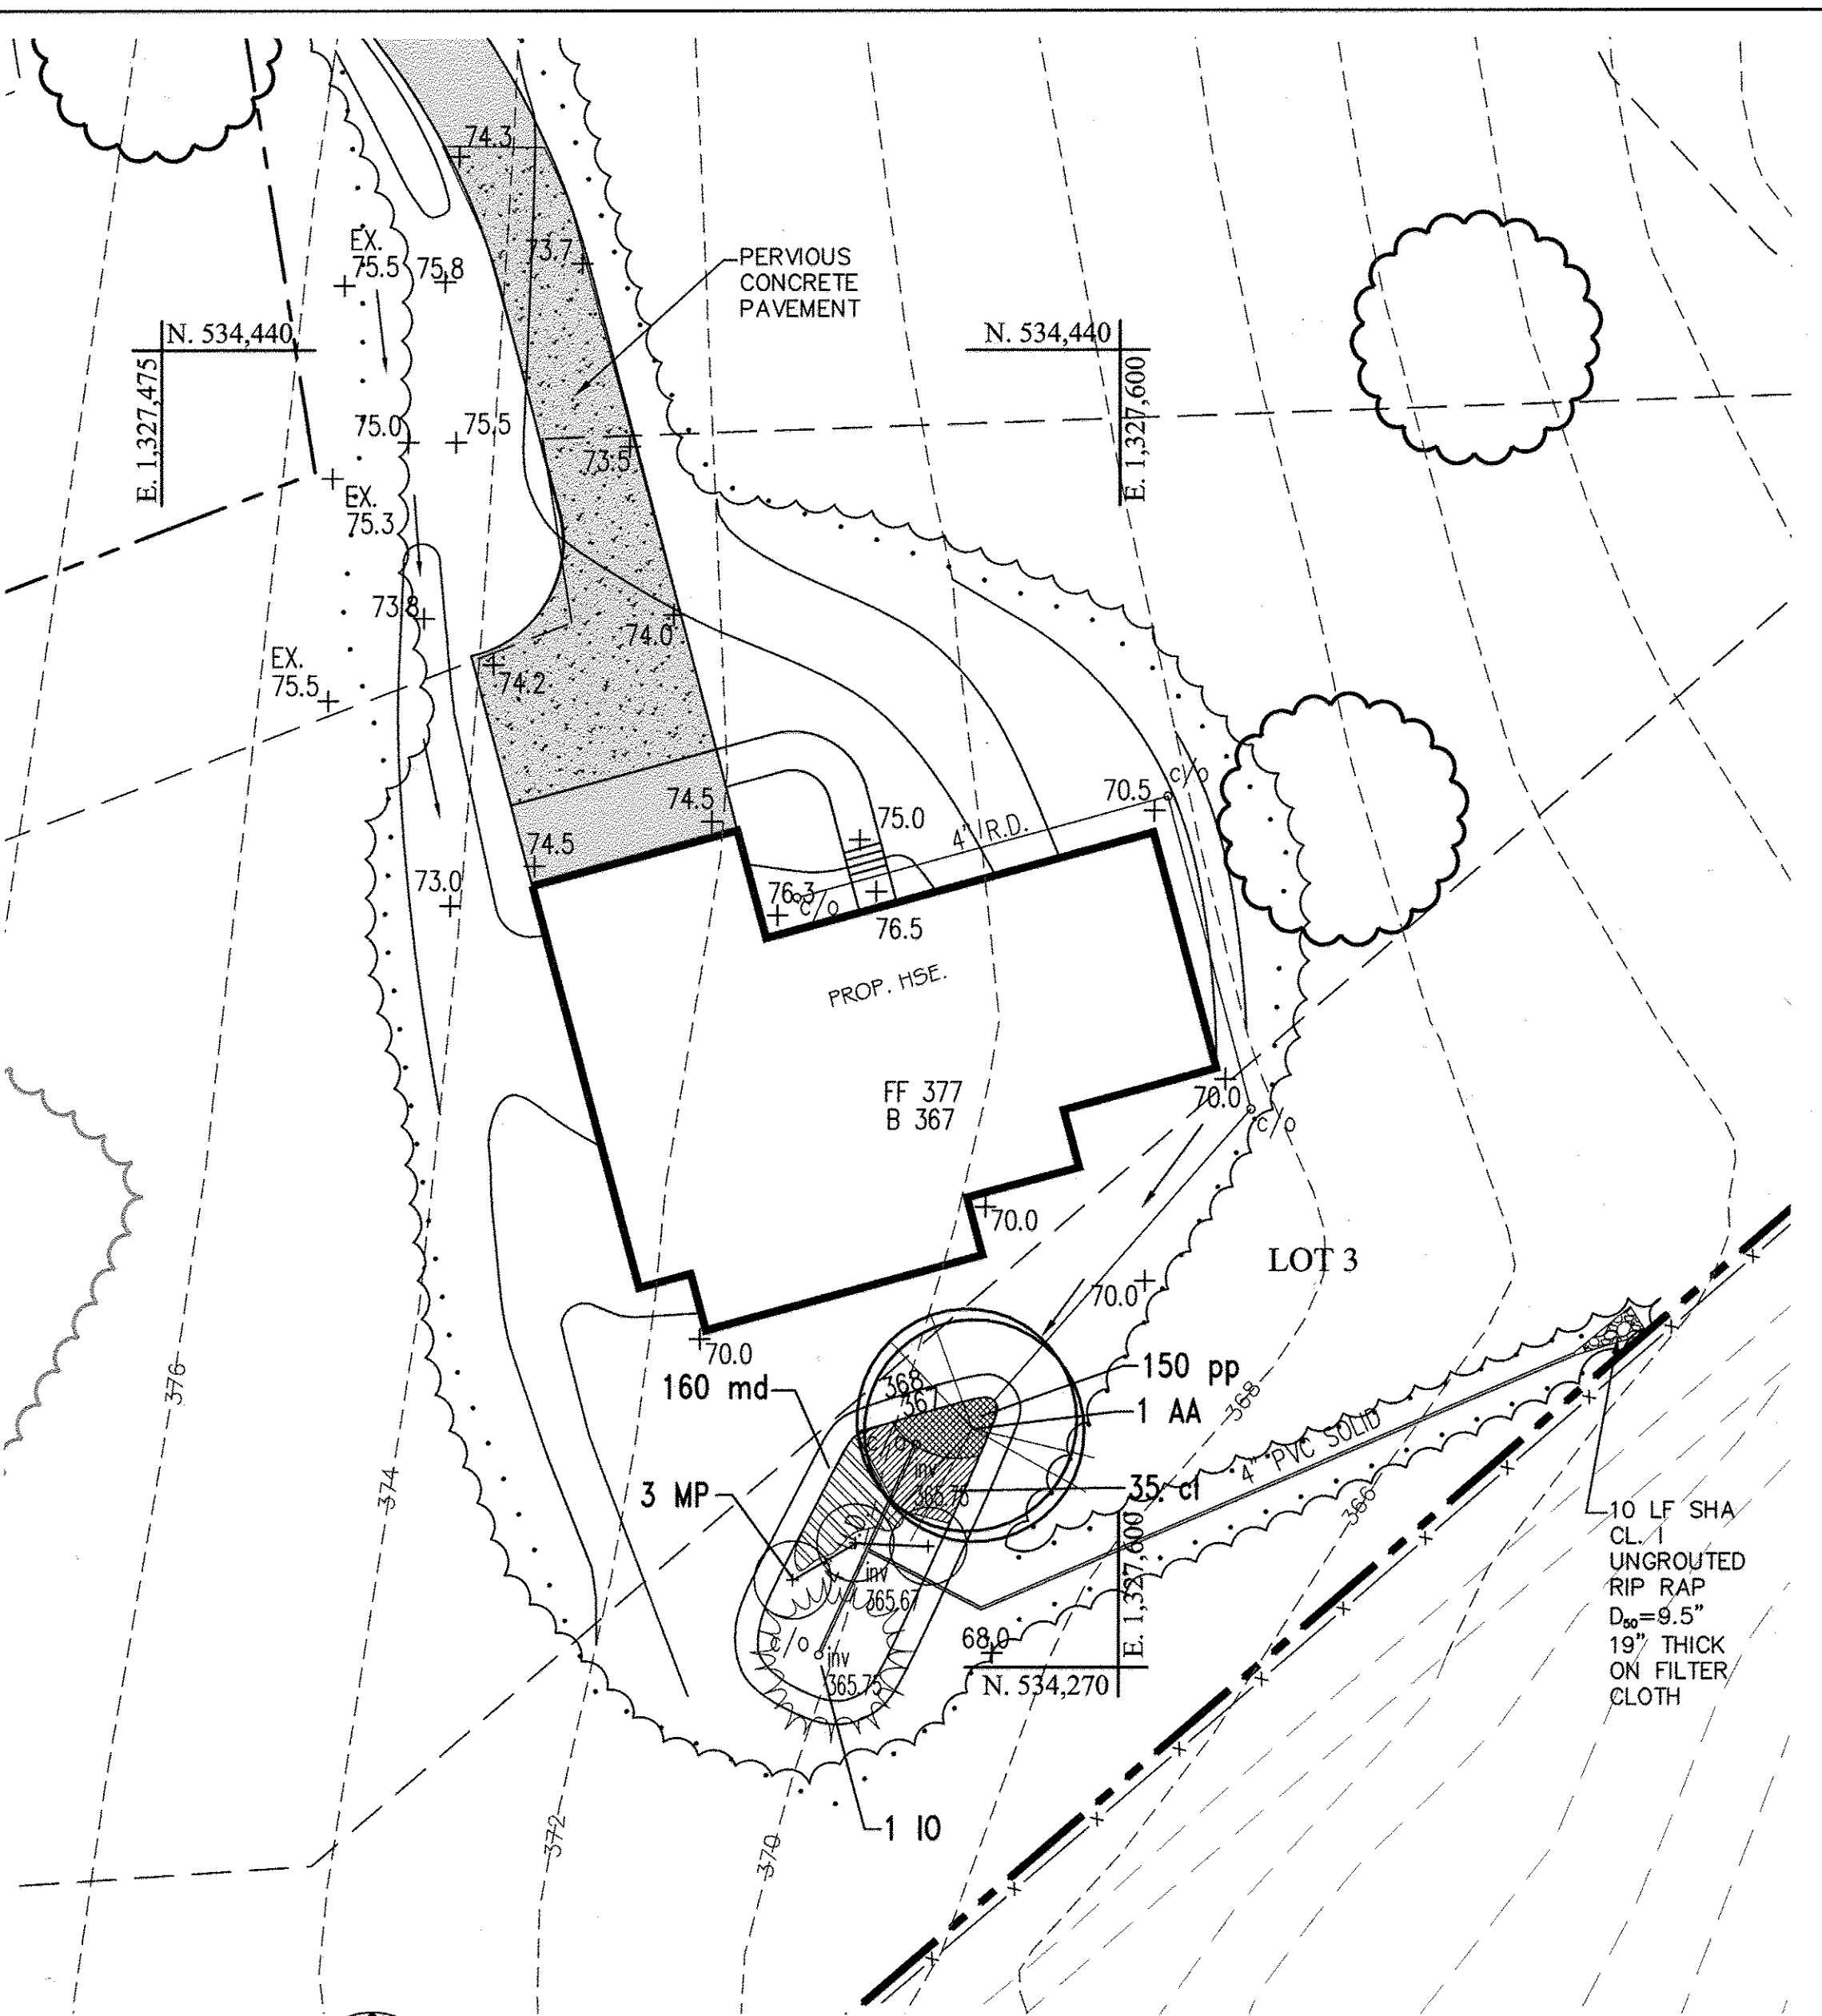 74.3
EX.
75.5
75.8
73.7
PERVIOUS
CONCRETE
PAVEMENT
N. 534,440
E. 1,327,475
N. 534,440
E. 1,327,600
75.0
75.5
73.5
EX.
75.3
73.8
74.0
EX.
75.5
74.2
74.5
74.5
75.0
70.5
c/o
4" R.D.
73.0
76.3
c/o
76.5
PROP. HSE.
FF 377
B 367
70.0
c/o
70.0
LOT 3
70.0
70.0
376
160 md
368
367
150 pp
1 AA
368
c/o
inv
365.75
35 cl
4" PVC SOLID
374
3 MP
366
inv
365.67
10 LF SHA
CL. I
UNGROUTED
RIP RAP
D50=9.5"
19" THICK
ON FILTER
CLOTH
E. 1,327,600
68.0
N. 534,270
c/o
inv
365.75
1 IO
372
370